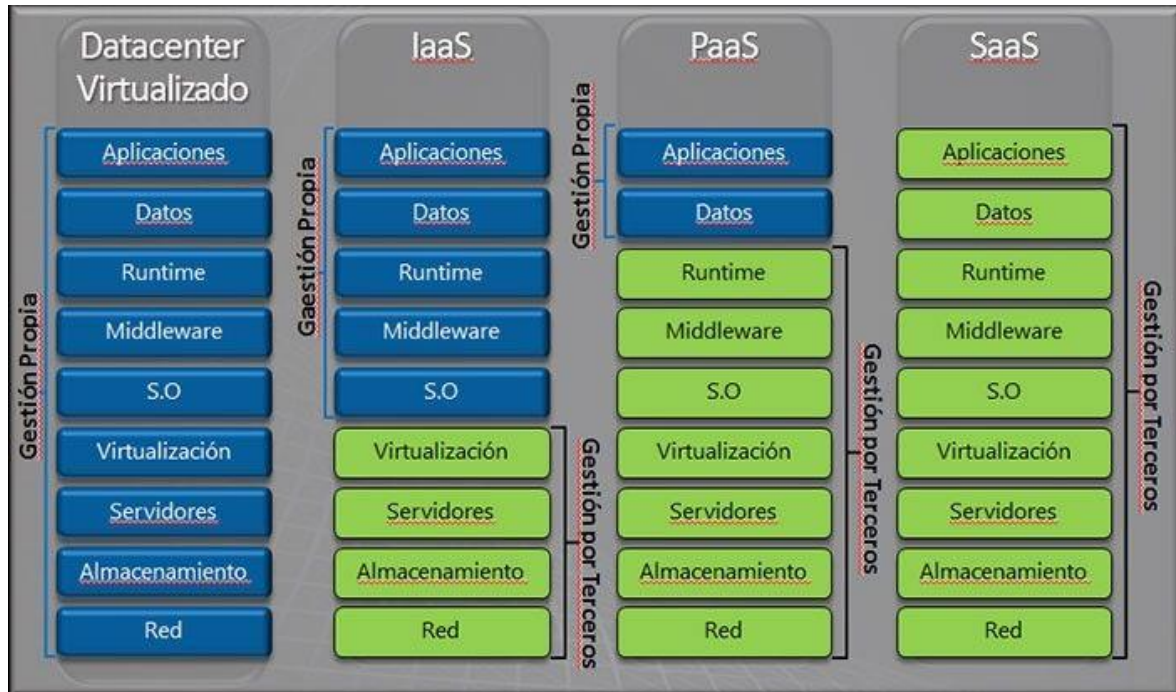 Datacenter
Virtualizado
Gestión Propia
Aplicaciones
Datos
Runtime
Middleware
S.O
Virtualización
Servidores
Almacenamiento
Red
IaaS
Gaestión Propia
Aplicaciones
Datos
Runtime
Middleware
S.O
Virtualización
Servidores
Almacenamiento
Red
Gestión por Terceros
PaaS
Gestión Propia
Aplicaciones
Datos
Runtime
Middleware
S.O
Virtualización
Servidores
Almacenamiento
Red
Gestión por Terceros
SaaS
Aplicaciones
Datos
Runtime
Middleware
S.O
Virtualización
Servidores
Almacenamiento
Red
Gestión por Terceros